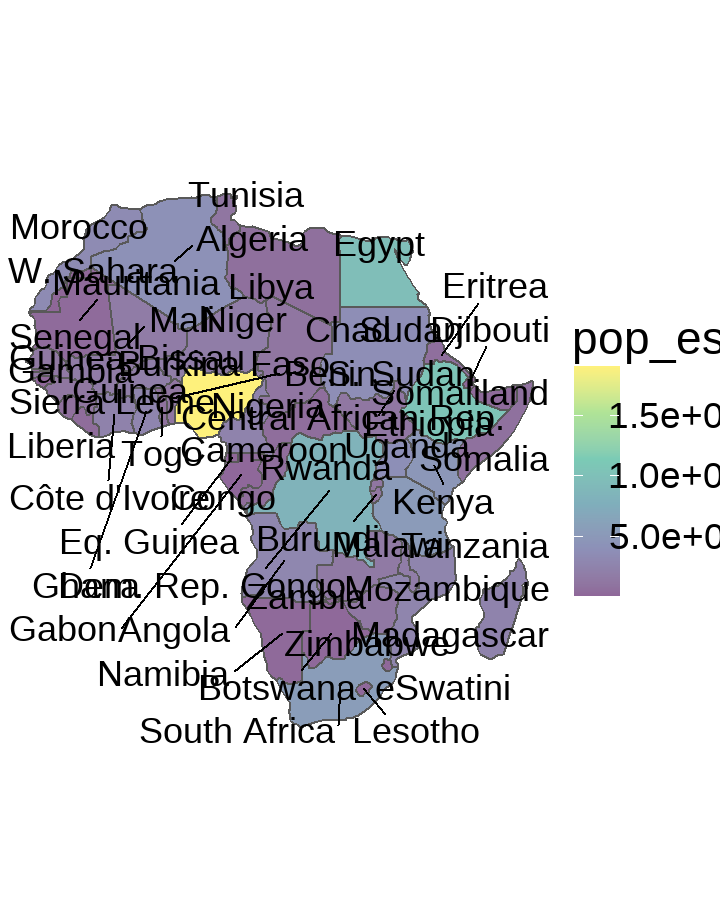 Tunisia
Morocco
Algeria
Egypt
W. Sahara
Mauritania
Libya
Eritrea
Mali
Niger
Chad
Sudan
Djibouti
pop_es
Senegal
Guinea-Bissau
Gambia
Burkina Faso
Benin
S. Sudan
Somaliland
Guinea
Sierra Leone
Nigeria
Central African Rep.
Ethiopia
1.5e+0
Liberia
Togo
Cameroon
Uganda
Somalia
Rwanda
1.0e+0
Côte d'Ivoire
Congo
Kenya
Eq. Guinea
Burundi
Malawi
Tanzania
5.0e+0
Ghana
Dem. Rep. Congo
Zambia
Mozambique
Gabon
Angola
Zimbabwe
Madagascar
Namibia
Botswana
eSwatini
South Africa
Lesotho